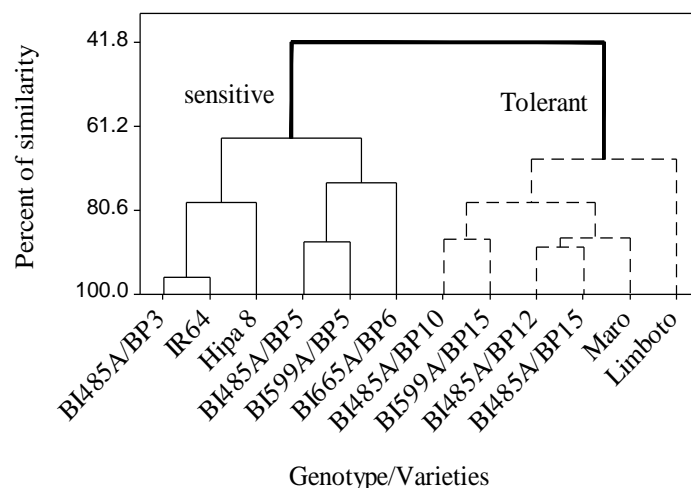 41.8
sensitive
Tolerant
61.2
80.6
100.0
Percent of similarity
BI485A/BP3
IR64
Hipa 8
BI485A/BP5
BI599A/BP5
BI665A/BP6
BI485A/BP10
BI599A/BP15
BI485A/BP12
BI485A/BP15
Maro
Limboto
Genotype/Varieties